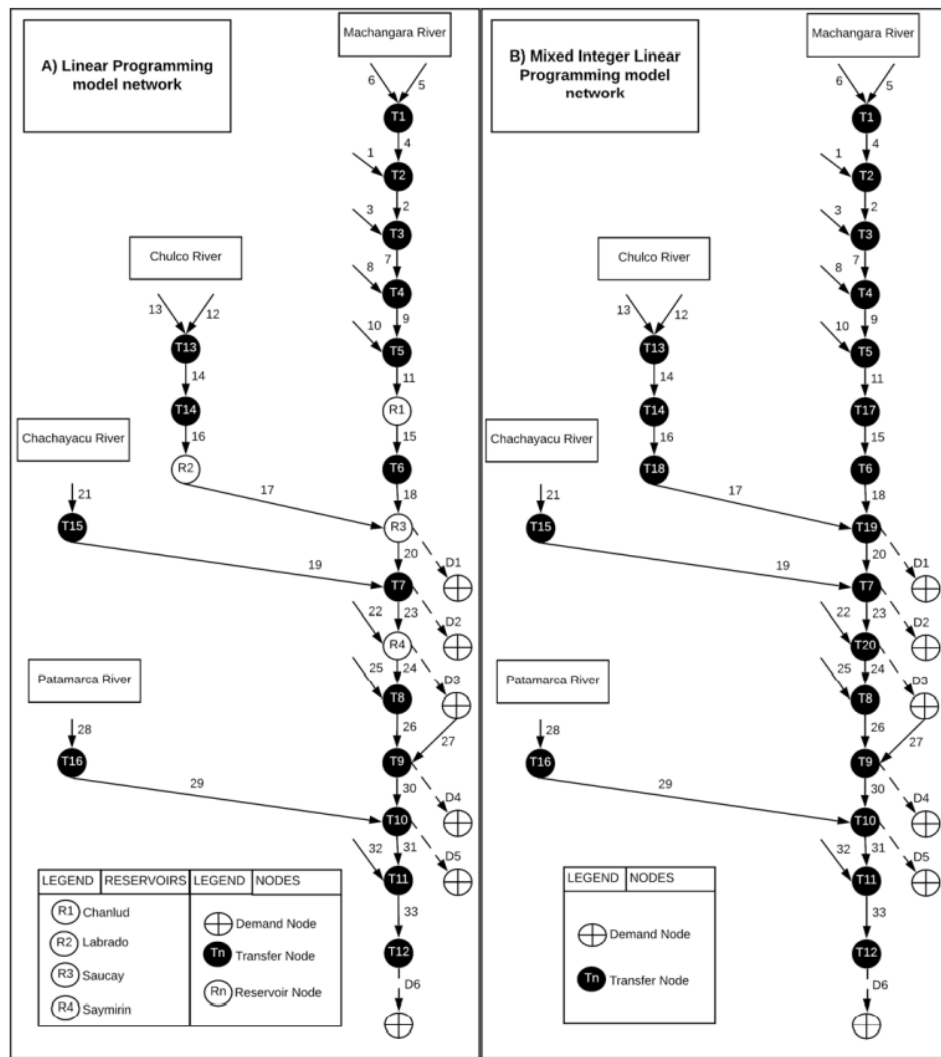 A) Linear Programming
model network
Machangara River
6
5
T1
4
1
T2
2
3
T3
7
8
T4
9
10
T5
11
R1
15
T6
18
R3
20
D1
T7
22
23
D2
R4
25
24
D3
T8
26
27
T9
30
D4
T10
31
D5
32
T11
33
T12
D6
Chulco River
13
12
T13
14
T14
16
R2
17
Chachayacu River
21
T15
19
Patamarca River
28
T16
29
LEGEND RESERVOIRS LEGEND NODES
R1 Chanlud
R2 Labrado
R3 Saucay
R4 Saymirin
Demand Node
Tn Transfer Node
Rn Reservoir Node
B) Mixed Integer Linear
Programming model
network
Machangara River
6
5
T1
4
1
T2
2
3
T3
7
8
T4
9
10
T5
11
T17
15
T6
18
T19
20
D1
T7
22
23
D2
T20
25
24
D3
T8
26
27
T9
30
D4
T10
31
D5
32
T11
33
T12
D6
Chulco River
13
12
T13
14
T14
16
T18
17
Chachayacu River
21
T15
19
Patamarca River
28
T16
29
LEGEND NODES
Demand Node
Tn Transfer Node